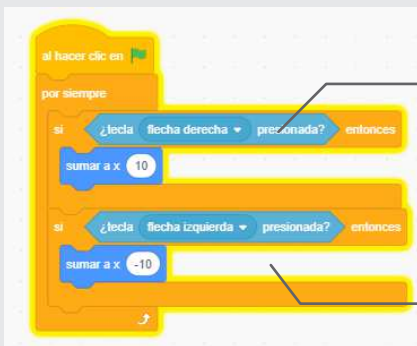 al hacer clic en
por siempre
si ¿tecla flecha derecha presionada? entonces
sumar a x 10
si ¿tecla flecha izquierda presionada? entonces
sumar a x -10